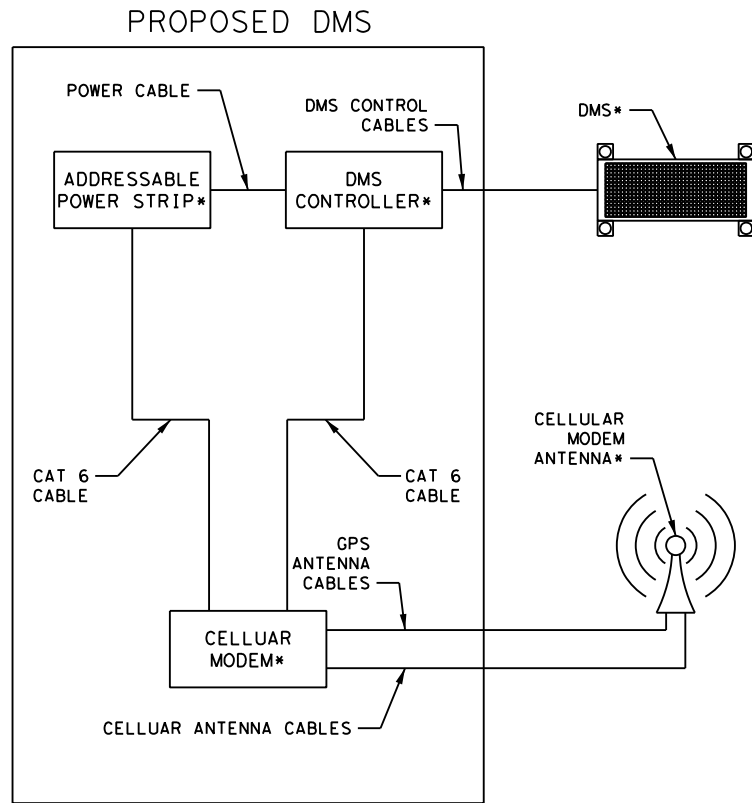 PROPOSED DMS
POWER CABLE
DMS CONTROL
CABLES
DMS*
ADDRESSABLE
POWER STRIP*
DMS
CONTROLLER*
CAT 6
CABLE
CAT 6
CABLE
CELLULAR
MODEM
ANTENNA*
GPS
ANTENNA
CABLES
CELLUAR
MODEM*
CELLUAR ANTENNA CABLES